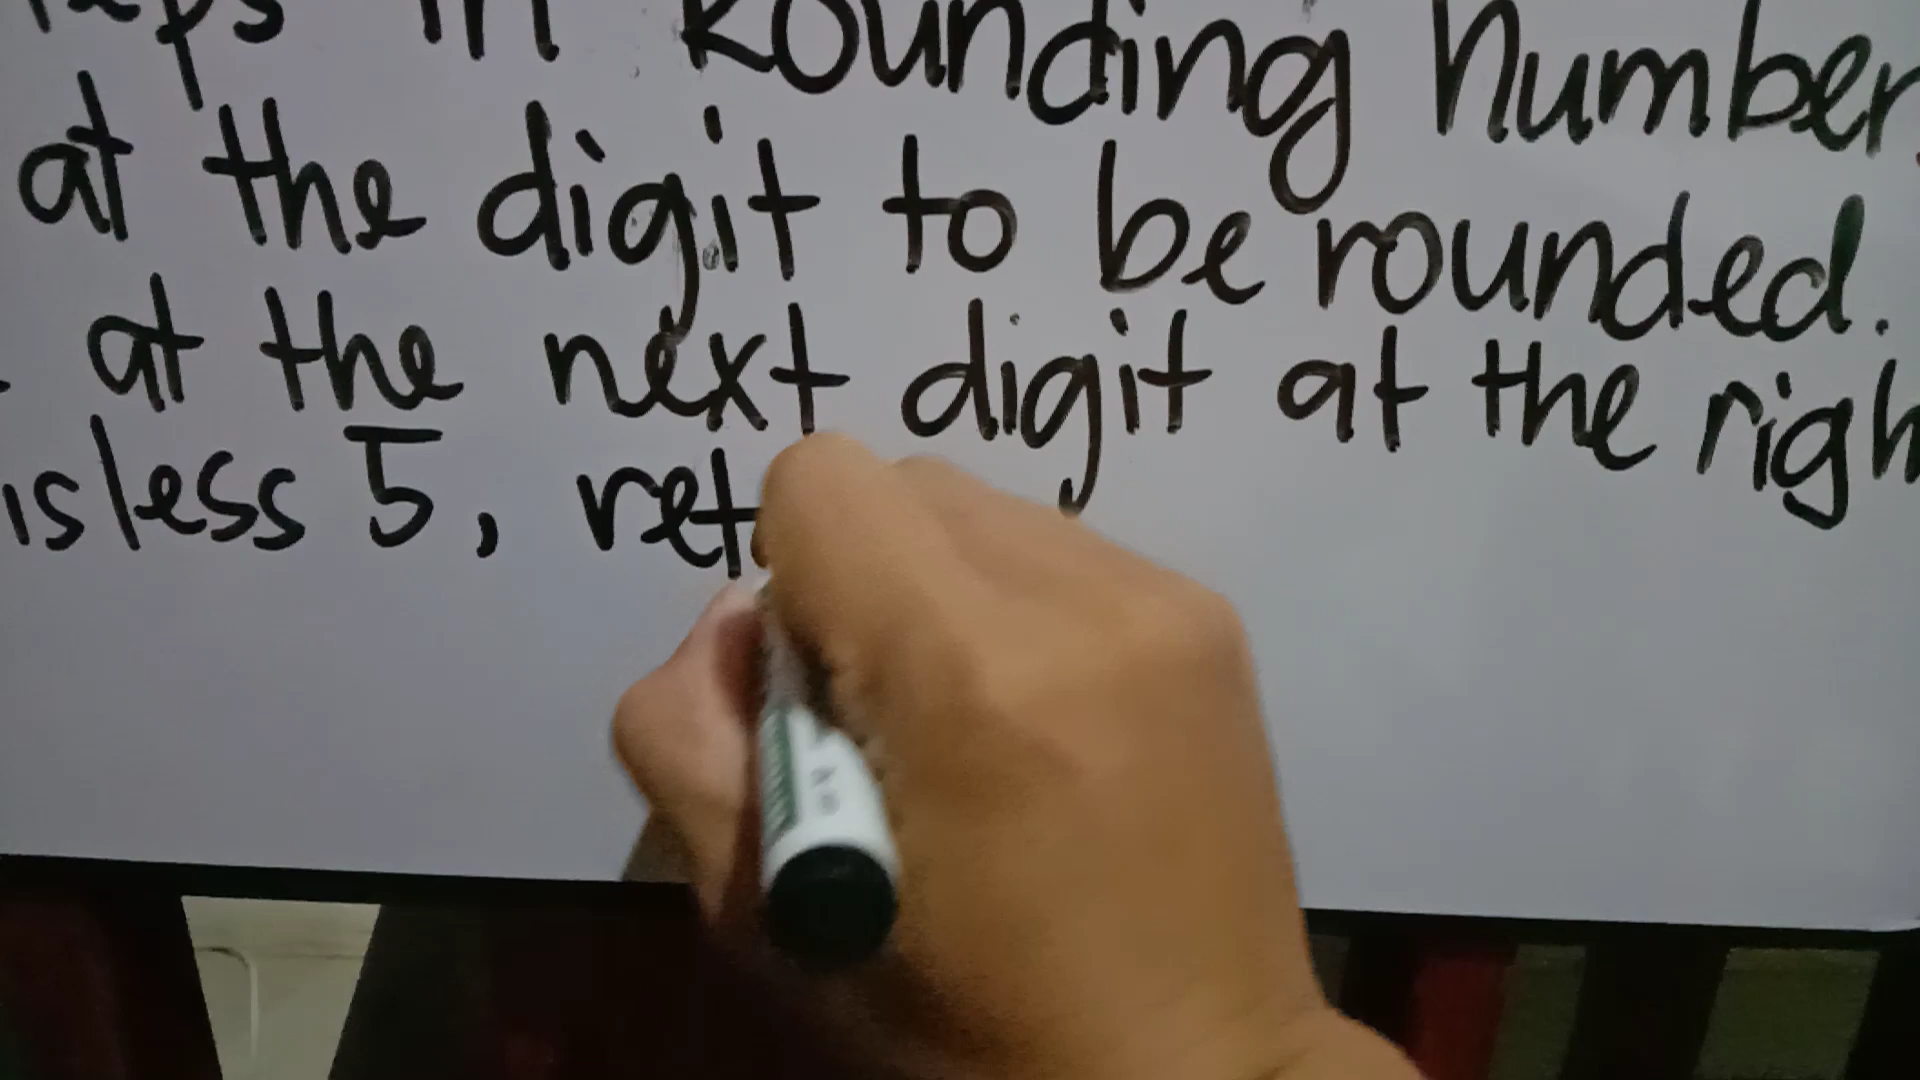 in Rounding Number
at the digit to be rounded.
at the next digit at the righ
is less 5, ret